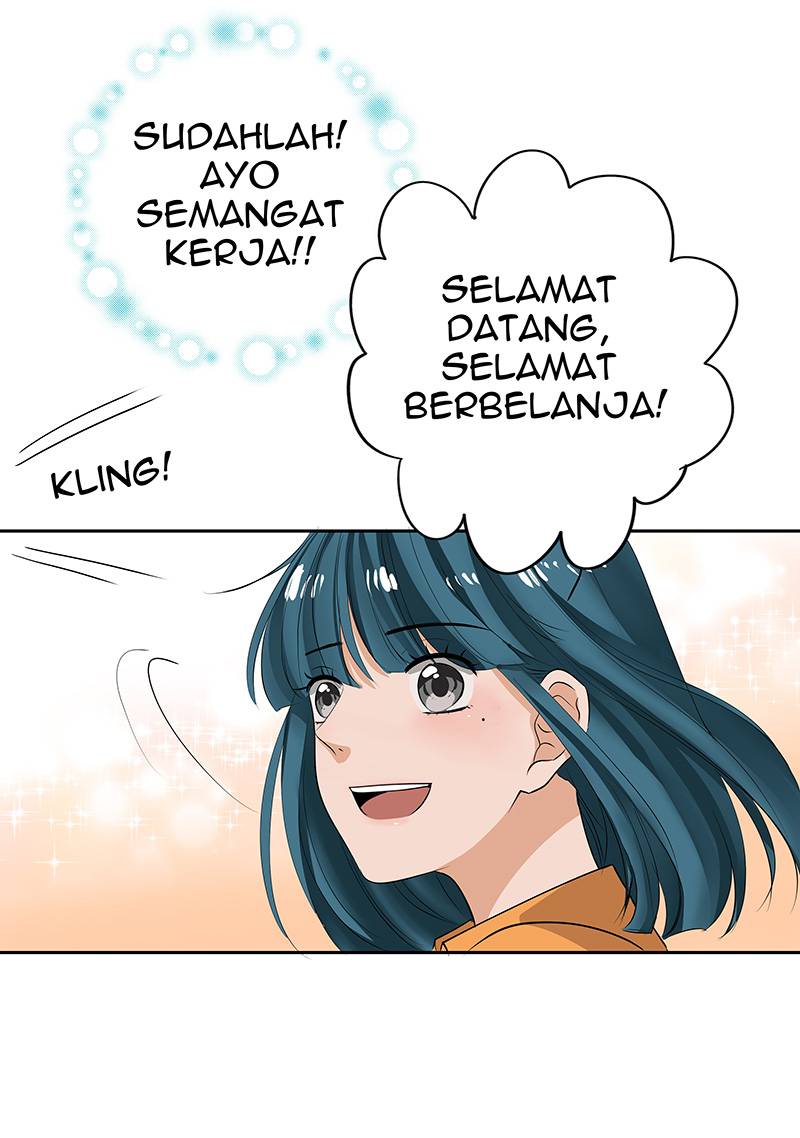 SUDAHLAH!
AYO
SEMANGAT
KERJA!!
SELAMAT
DATANG,
SELAMAT
BERBELANJA!
KLING!